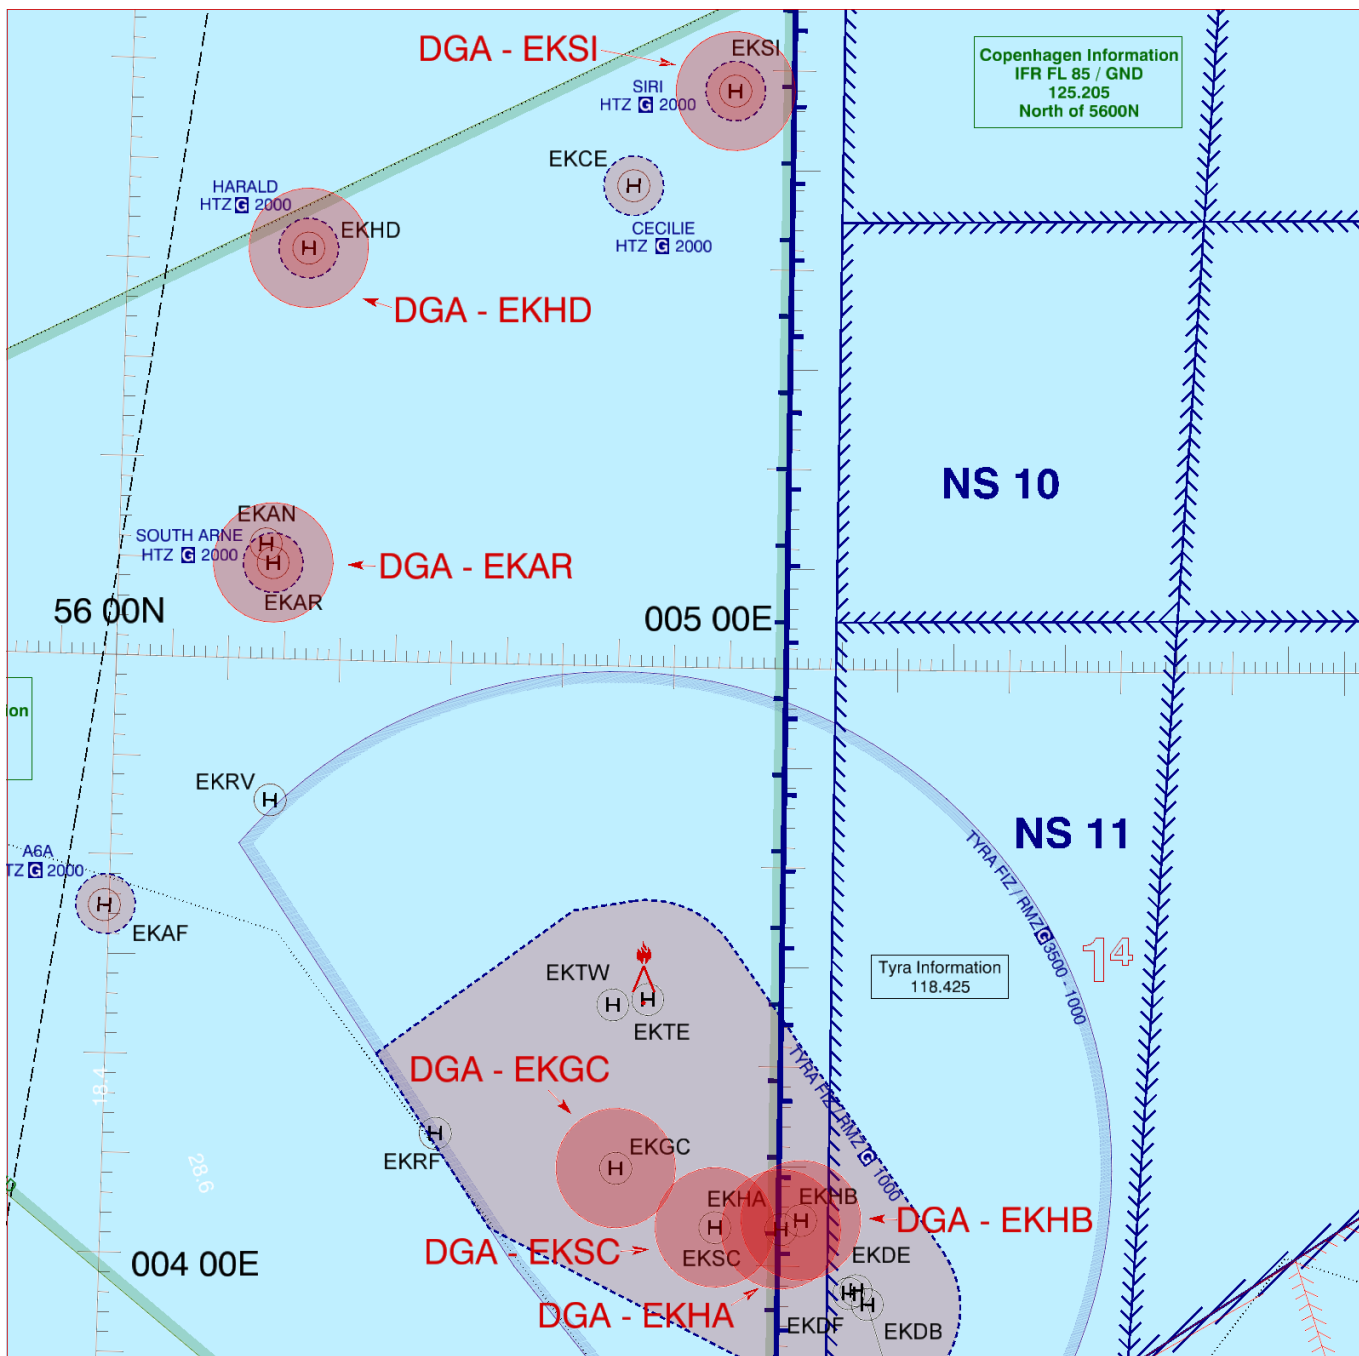 DGA - EKSI
EKSI
SIRI
HTZ G 2000
Copenhagen Information
IFR FL 85 / GND
125.205
North of 5600N
EKCE
CECILIE
HTZ G 2000
HARALD
HTZ G 2000
EKHD
DGA - EKHD
NS 10
EKAN
SOUTH ARNE
HTZ G 2000
DGA - EKAR
EKAR
56 00N
005 00E
ion
EKRV
NS 11
TYRA FIZ / RMZ G 3500 - 1000
A6A
TZ G 2000
EKAF
14
Tyra Information
118.425
EKTW
EKTE
DGA - EKGC
TYRA FIZ / RMZ G 1000
18.4
EKRF
EKGC
28.6
EKHA
EKHB
DGA - EKHB
DGA - EKSC
EKSC
EKDE
004 00E
DGA - EKHA
EKDF
EKDB